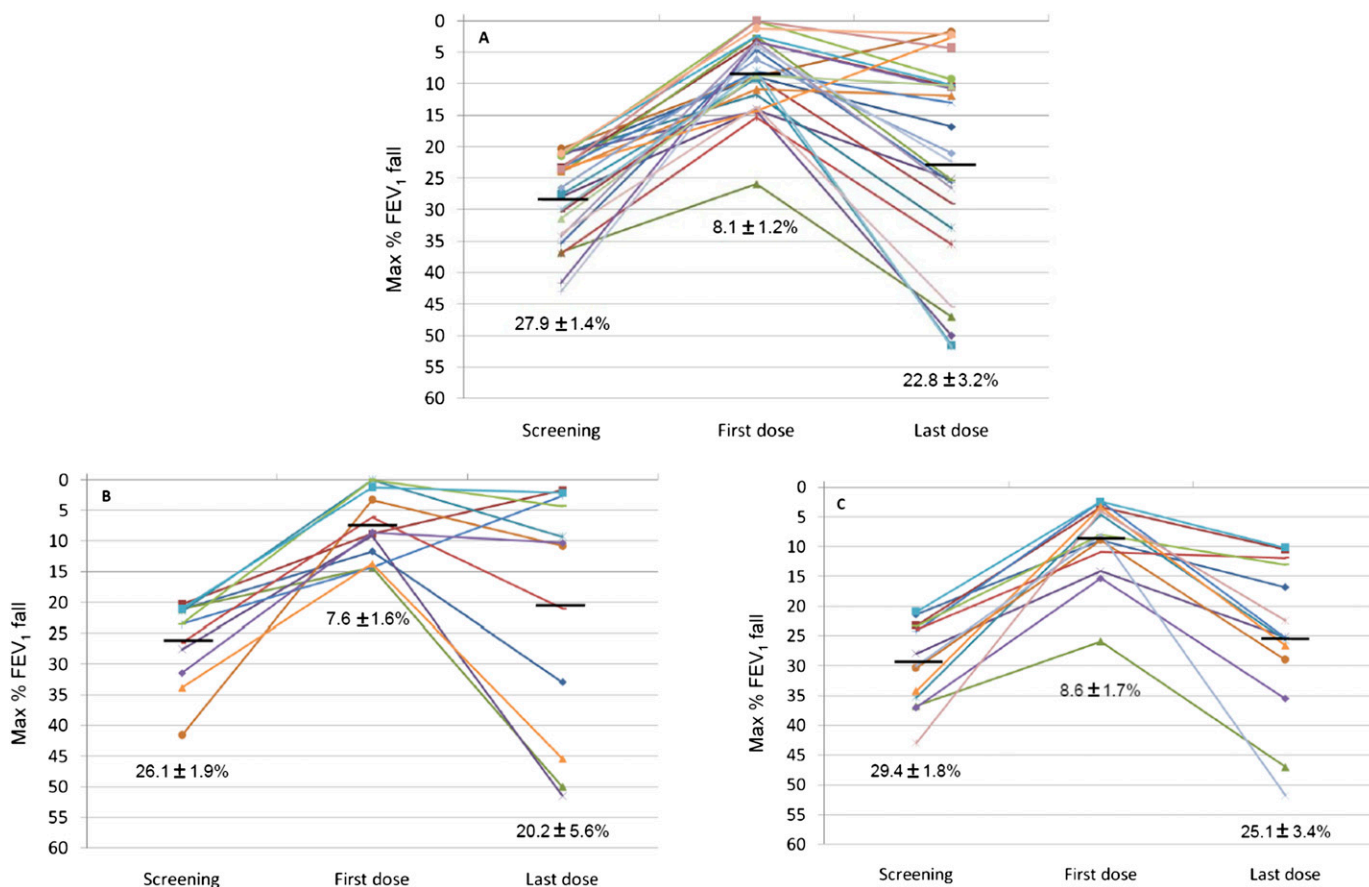 A
Max % FEV₁ fall
0
5
10
15
20
25
30
35
40
45
50
55
60
27.9 ± 1.4%
8.1 ± 1.2%
22.8 ± 3.2%
Screening First dose Last dose
B
Max % FEV₁ fall
0
5
10
15
20
25
30
35
40
45
50
55
60
26.1 ± 1.9%
7.6 ± 1.6%
20.2 ± 5.6%
Screening First dose Last dose
C
Max % FEV₁ fall
0
5
10
15
20
25
30
35
40
45
50
55
60
29.4 ± 1.8%
8.6 ± 1.7%
25.1 ± 3.4%
Screening First dose Last dose